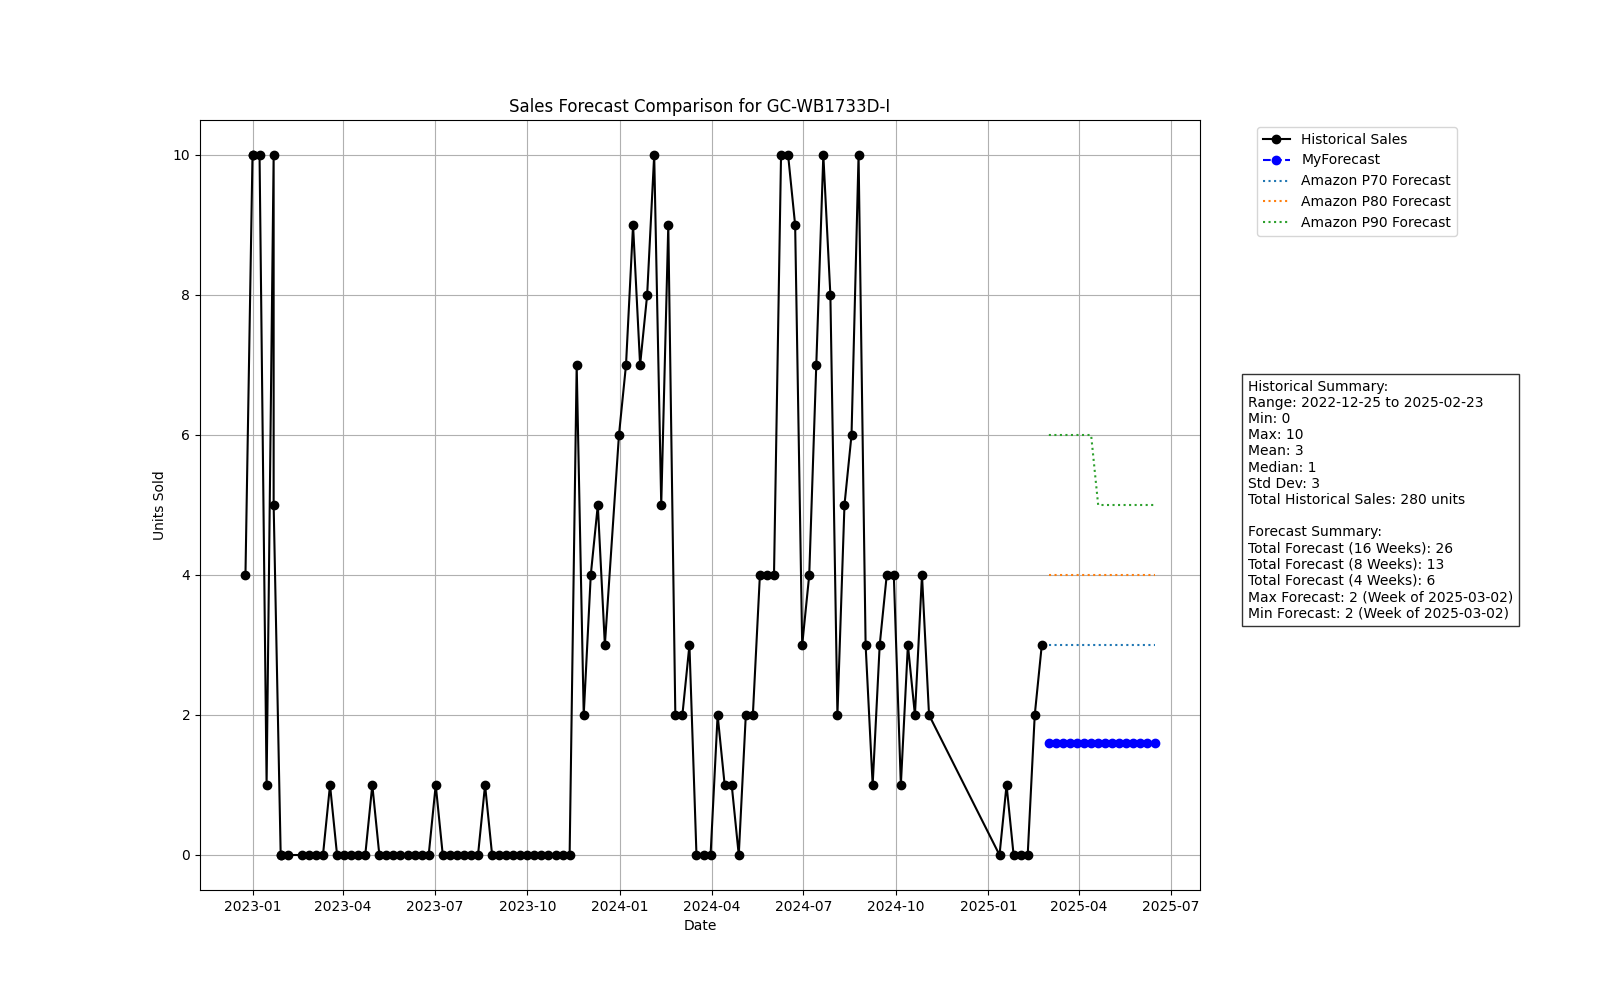 Sales Forecast Comparison for GC-WB1733D-I
Historical Sales
MyForecast
Amazon P70 Forecast
Amazon P80 Forecast
Amazon P90 Forecast
10
8
6
4
2
0
Units Sold
Historical Summary:
Range: 2022-12-25 to 2025-02-23
Min: 0
Max: 10
Mean: 3
Median: 1
Std Dev: 3
Total Historical Sales: 280 units
Forecast Summary:
Total Forecast (16 Weeks): 26
Total Forecast (8 Weeks): 13
Total Forecast (4 Weeks): 6
Max Forecast: 2 (Week of 2025-03-02)
Min Forecast: 2 (Week of 2025-03-02)
2023-01 2023-04 2023-07 2023-10 2024-01 2024-04 2024-07 2024-10 2025-01 2025-04 2025-07
Date